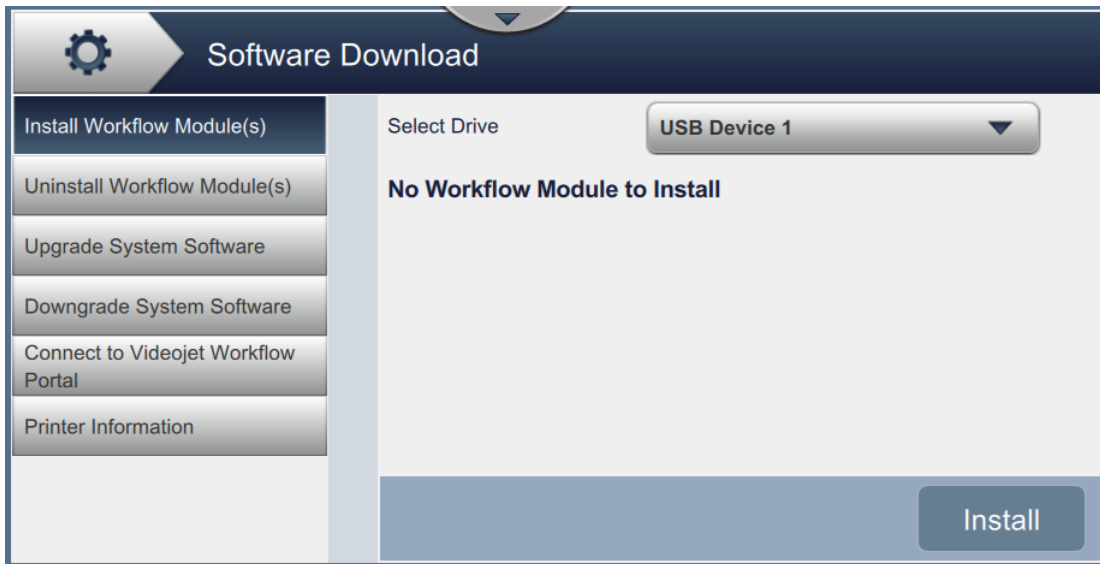 Software Download
Install Workflow Module(s)
Uninstall Workflow Module(s)
Upgrade System Software
Downgrade System Software
Connect to Videojet Workflow
Portal
Printer Information
Select Drive
USB Device 1
No Workflow Module to Install
Install